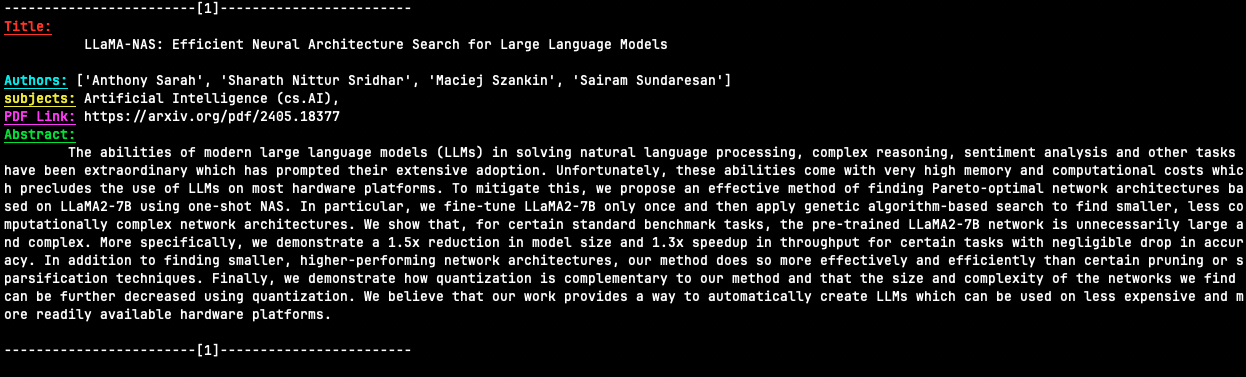 ------------------------[1]------------------------
Title:
LLaMA-NAS: Efficient Neural Architecture Search for Large Language Models
Authors: ['Anthony Sarah', 'Sharath Nittur Sridhar', 'Maciej Szankin', 'Sairam Sundaresan']
subjects: Artificial Intelligence (cs.AI),
PDF Link: https://arxiv.org/pdf/2405.18377
Abstract:
The abilities of modern large language models (LLMs) in solving natural language processing, complex reasoning, sentiment analysis and other tasks
have been extraordinary which has prompted their extensive adoption. Unfortunately, these abilities come with very high memory and computational costs whic
h precludes the use of LLMs on most hardware platforms. To mitigate this, we propose an effective method of finding Pareto-optimal network architectures ba
sed on LLaMA2-7B using one-shot NAS. In particular, we fine-tune LLaMA2-7B only once and then apply genetic algorithm-based search to find smaller, less co
mputationally complex network architectures. We show that, for certain standard benchmark tasks, the pre-trained LLaMA2-7B network is unnecessarily large a
nd complex. More specifically, we demonstrate a 1.5x reduction in model size and 1.3x speedup in throughput for certain tasks with negligible drop in accur
acy. In addition to finding smaller, higher-performing network architectures, our method does so more effectively and efficiently than certain pruning or s
parsification techniques. Finally, we demonstrate how quantization is complementary to our method and that the size and complexity of the networks we find
can be further decreased using quantization. We believe that our work provides a way to automatically create LLMs which can be used on less expensive and m
ore readily available hardware platforms.
------------------------[1]------------------------